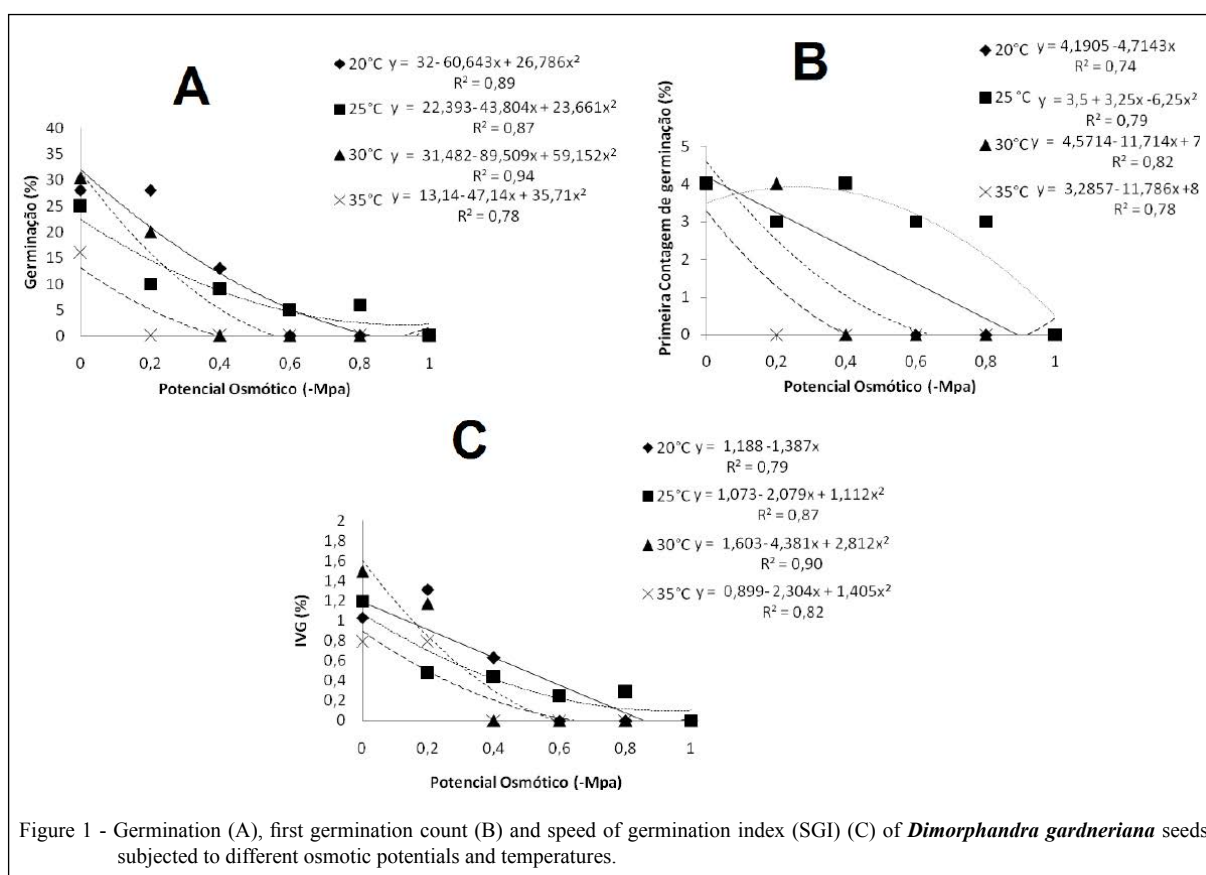 A
20°C y = 32- 60,643x + 26,786x²
R² = 0,89
25°C y = 22,393- 43,804x + 23,661x²
R² = 0,87
30°C y = 31,482- 89,509x + 59,152x²
R² = 0,94
35°C y = 13,14- 47,14x + 35,71x²
R² = 0,78
Germinação (%)
40
35
30
25
20
15
10
5
0
0 0,2 0,4 0,6 0,8 1
Potencial Osmótico (-Mpa)
B
20°C y = 4,1905 -4,7143x
R² = 0,74
25°C y = 3,5 + 3,25x -6,25x²
R² = 0,79
30°C y = 4,5714 -11,714x + 7
R² = 0,82
35°C y = 3,2857- 11,786x +8
R² = 0,78
Primeira Contagem de germinação (%)
5
4
3
2
1
0
0 0,2 0,4 0,6 0,8 1
Potencial Osmótico (-Mpa)
C
20°C y = 1,188 -1,387x
R² = 0,79
25°C y = 1,073- 2,079x + 1,112x²
R² = 0,87
30°C y = 1,603- 4,381x + 2,812x²
R² = 0,90
35°C y = 0,899- 2,304x + 1,405x²
R² = 0,82
IVG (%)
2
1,8
1,6
1,4
1,2
1
0,8
0,6
0,4
0,2
0
0 0,2 0,4 0,6 0,8 1
Potencial Osmótico (-Mpa)
Figure 1 - Germination (A), first germination count (B) and speed of germination index (SGI) (C) of Dimorphandra gardneriana seeds
subjected to different osmotic potentials and temperatures.